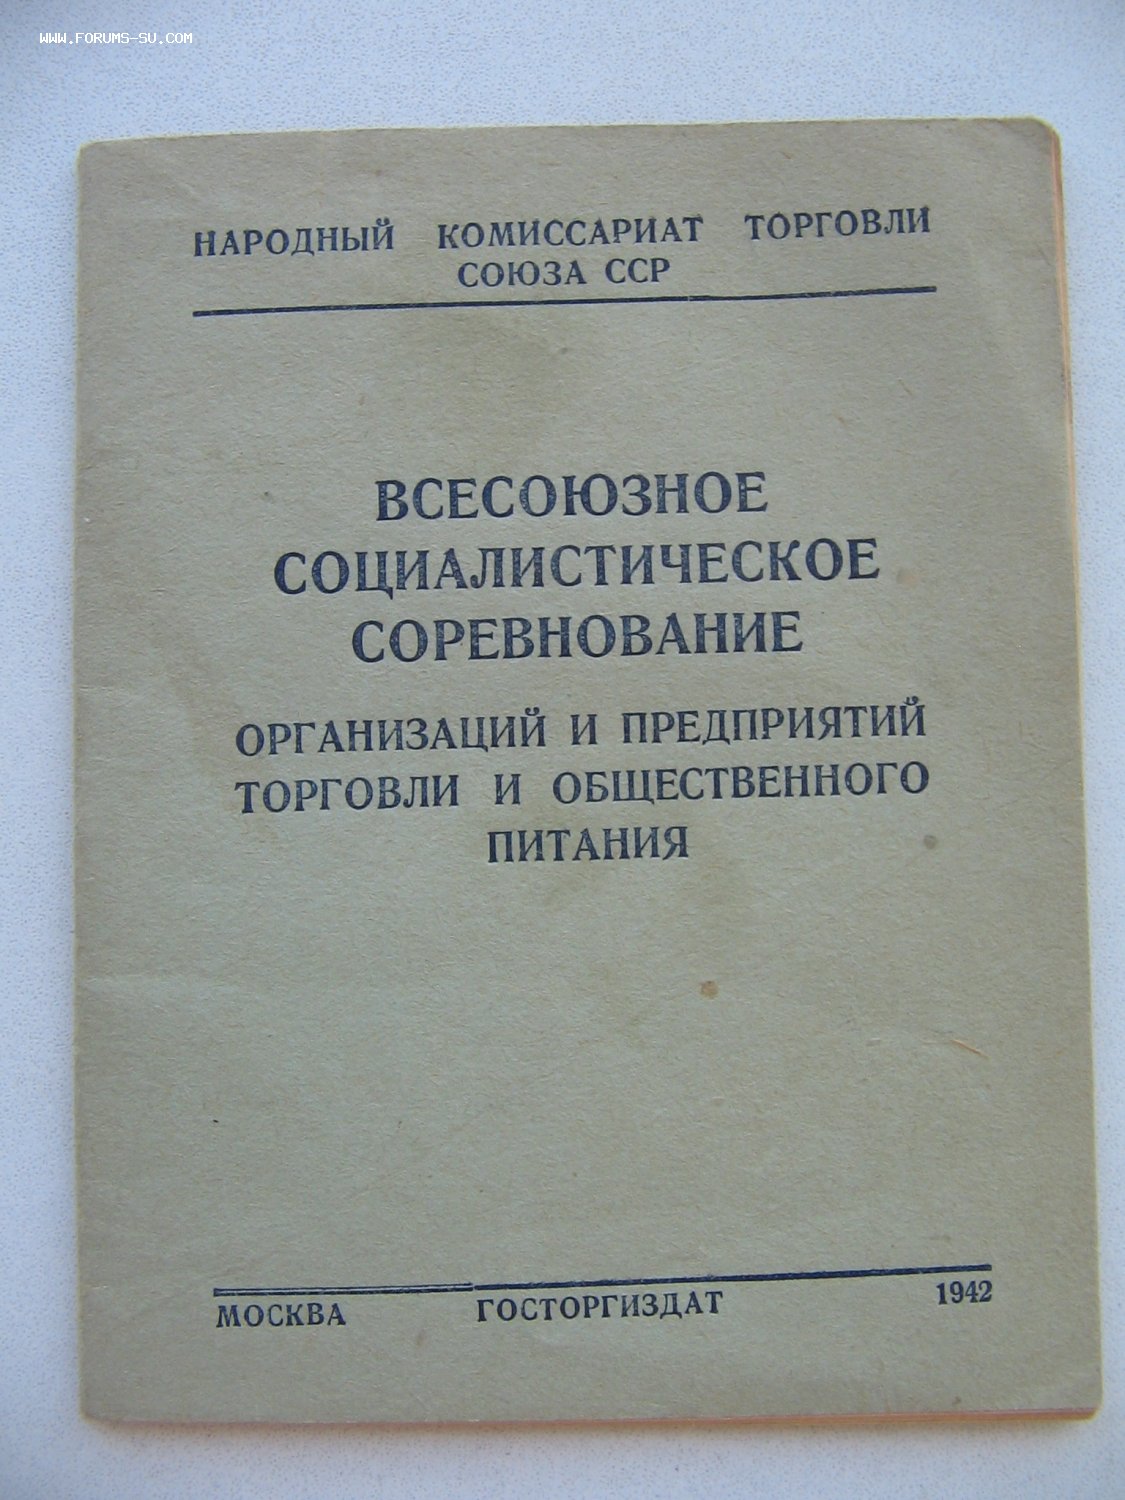 WWW.FORUMS-SU.COM
НАРОДНЫЙ КОМИССАРИАТ ТОРГОВЛИ
СОЮЗА ССР
ВСЕСОЮЗНОЕ
СОЦИАЛИСТИЧЕСКОЕ
СОРЕВНОВАНИЕ
ОРГАНИЗАЦИЙ И ПРЕДПРИЯТИЙ
ТОРГОВЛИ И ОБЩЕСТВЕННОГО
ПИТАНИЯ
МОСКВА ГОСТОРГИЗДАТ 1942